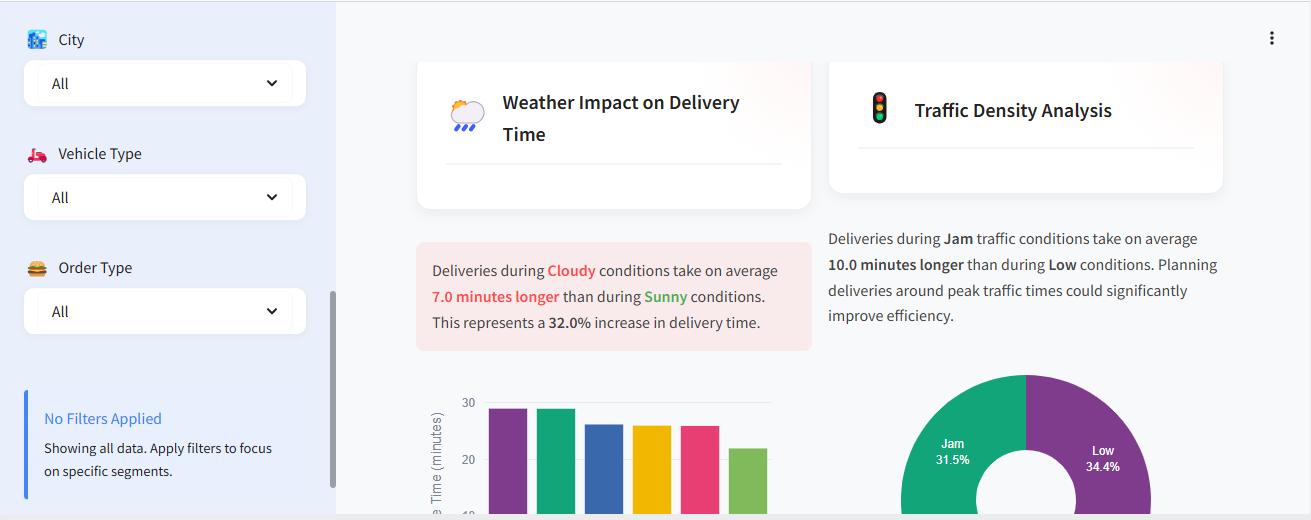 City
All
Vehicle Type
All
Order Type
All
No Filters Applied
Showing all data. Apply filters to focus
on specific segments.
Weather Impact on Delivery
Time
Deliveries during Cloudy conditions take on average
7.0 minutes longer than during Sunny conditions.
This represents a 32.0% increase in delivery time.
30
20
Time (minutes)
Traffic Density Analysis
Deliveries during Jam traffic conditions take on average
10.0 minutes longer than during Low conditions. Planning
deliveries around peak traffic times could significantly
improve efficiency.
Jam
31.5%
Low
34.4%